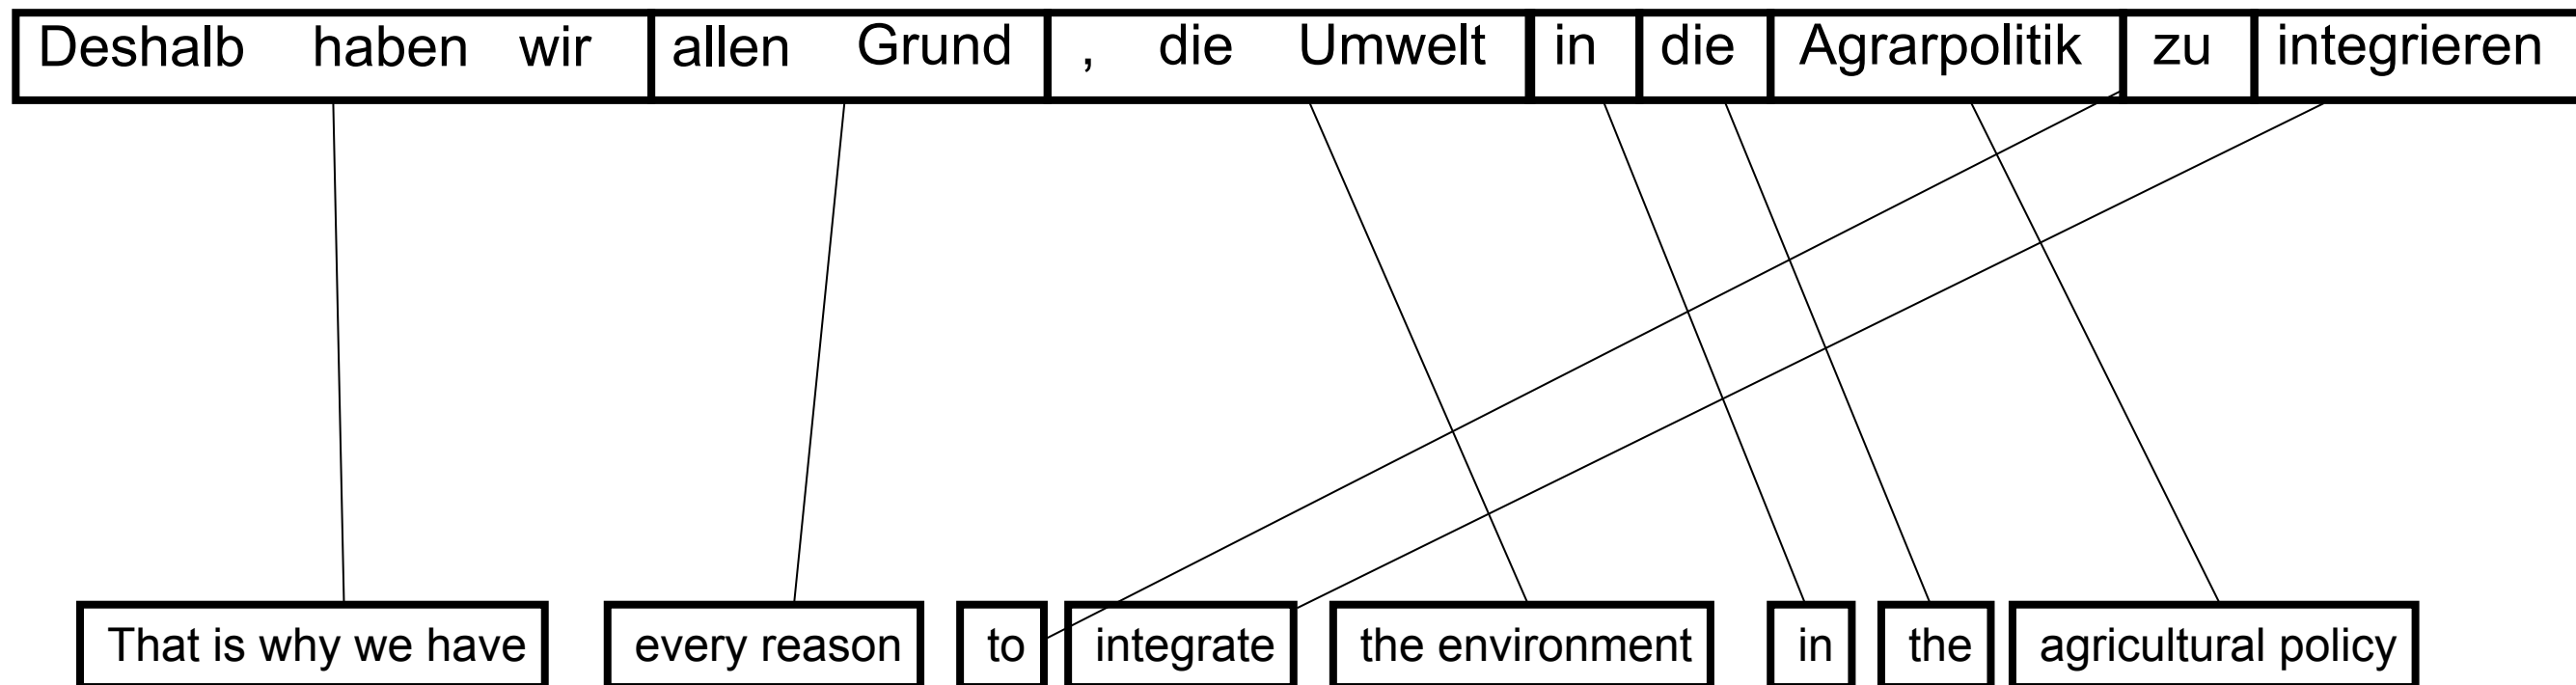 Deshalb haben wir allen Grund , die Umwelt in die Agrarpolitik zu integrieren
That is why we have every reason to integrate the environment in the agricultural policy